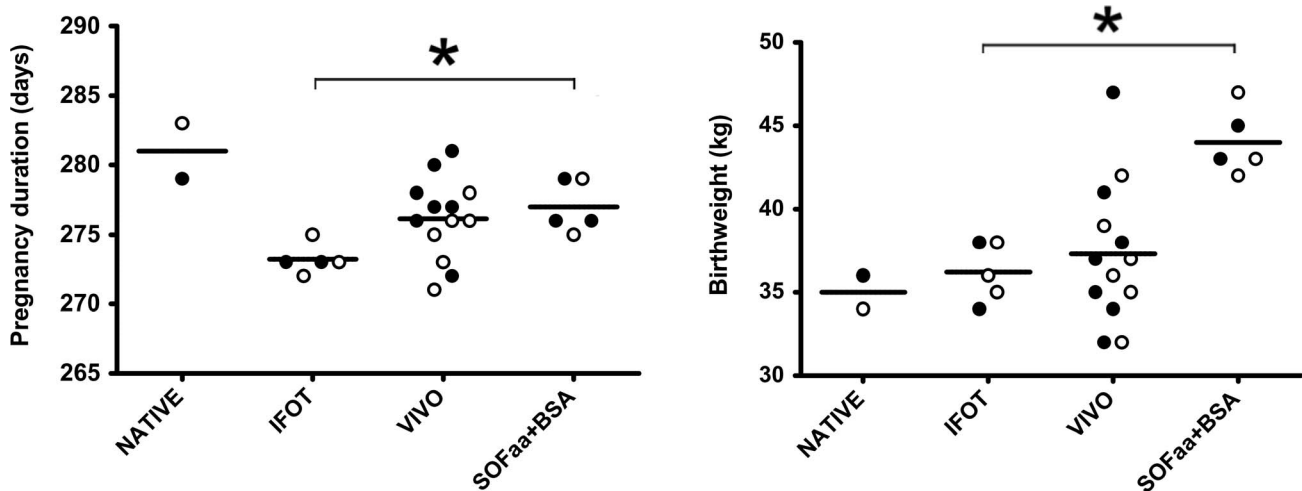 Pregnancy duration (days)
290
285
280
275
270
265
*
NATIVE
IFOT
VIVO
SOFaa+BSA
Birthweight (kg)
50
45
40
35
30
*
NATIVE
IFOT
VIVO
SOFaa+BSA